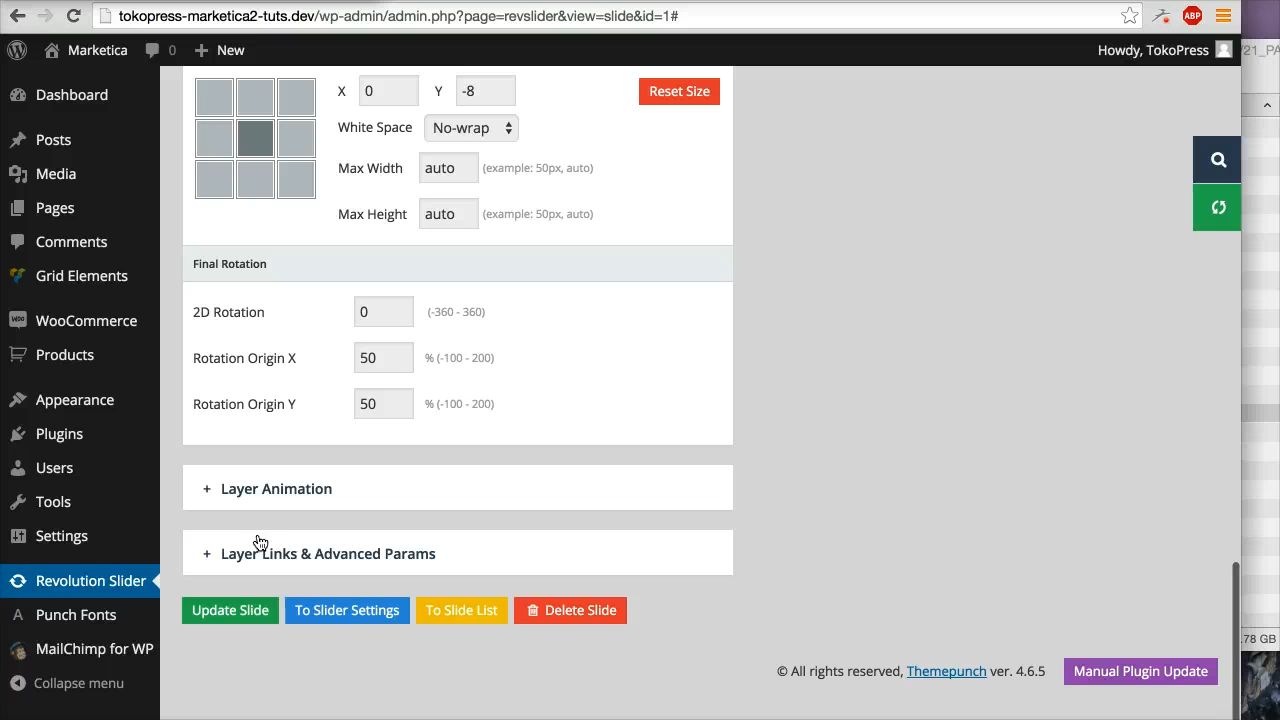 tokopress-marketica2-tuts.dev/wp-admin/admin.php?page=revslider&view=slide&id=1#
ABP
Marketica 0 New
Howdy, TokoPress
Dashboard
Posts
Media
Pages
Comments
Grid Elements
WooCommerce
Products
Appearance
Plugins
Users
Tools
Settings
Revolution Slider
Punch Fonts
MailChimp for WP
Collapse menu
X 0 Y -8
Reset Size
White Space No-wrap
Max Width auto (example: 50px, auto)
Max Height auto (example: 50px, auto)
Final Rotation
2D Rotation 0 (-360 - 360)
Rotation Origin X 50 % (-100 - 200)
Rotation Origin Y 50 % (-100 - 200)
+ Layer Animation
+ Layer Links & Advanced Params
Update Slide To Slider Settings To Slide List Delete Slide
© All rights reserved, Themepunch ver. 4.6.5 Manual Plugin Update
.78 GB